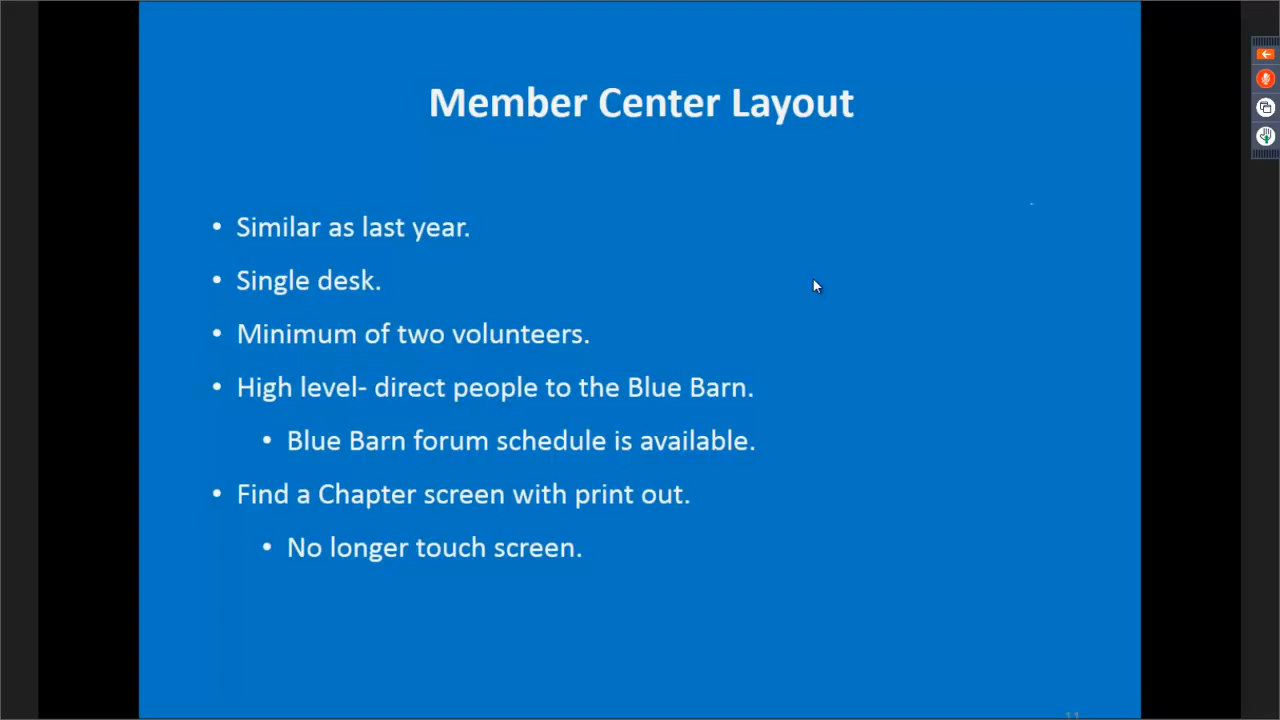 Member Center Layout
• Similar as last year.
• Single desk.
• Minimum of two volunteers.
• High level- direct people to the Blue Barn.
• Blue Barn forum schedule is available.
• Find a Chapter screen with print out.
• No longer touch screen.
11